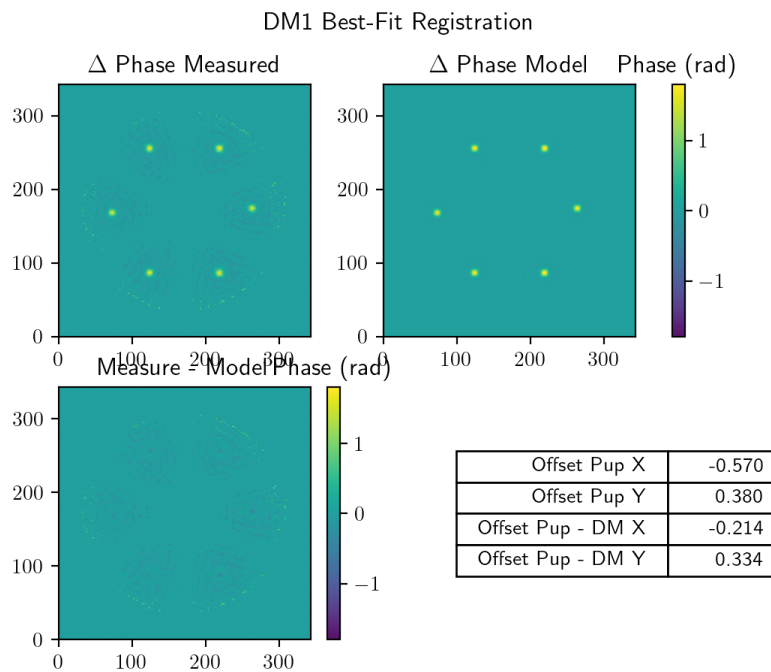 DM1 Best-Fit Registration
Δ Phase Measured
Δ Phase Model
Phase (rad)
300
200
100
0
0 100 200 300
300
200
100
0
0 100 200 300
1
0
−1
Measure - Model
Phase (rad)
300
200
100
0
0 100 200 300
1
0
−1
Offset Pup X -0.570
Offset Pup Y 0.380
Offset Pup - DM X -0.214
Offset Pup - DM Y 0.334